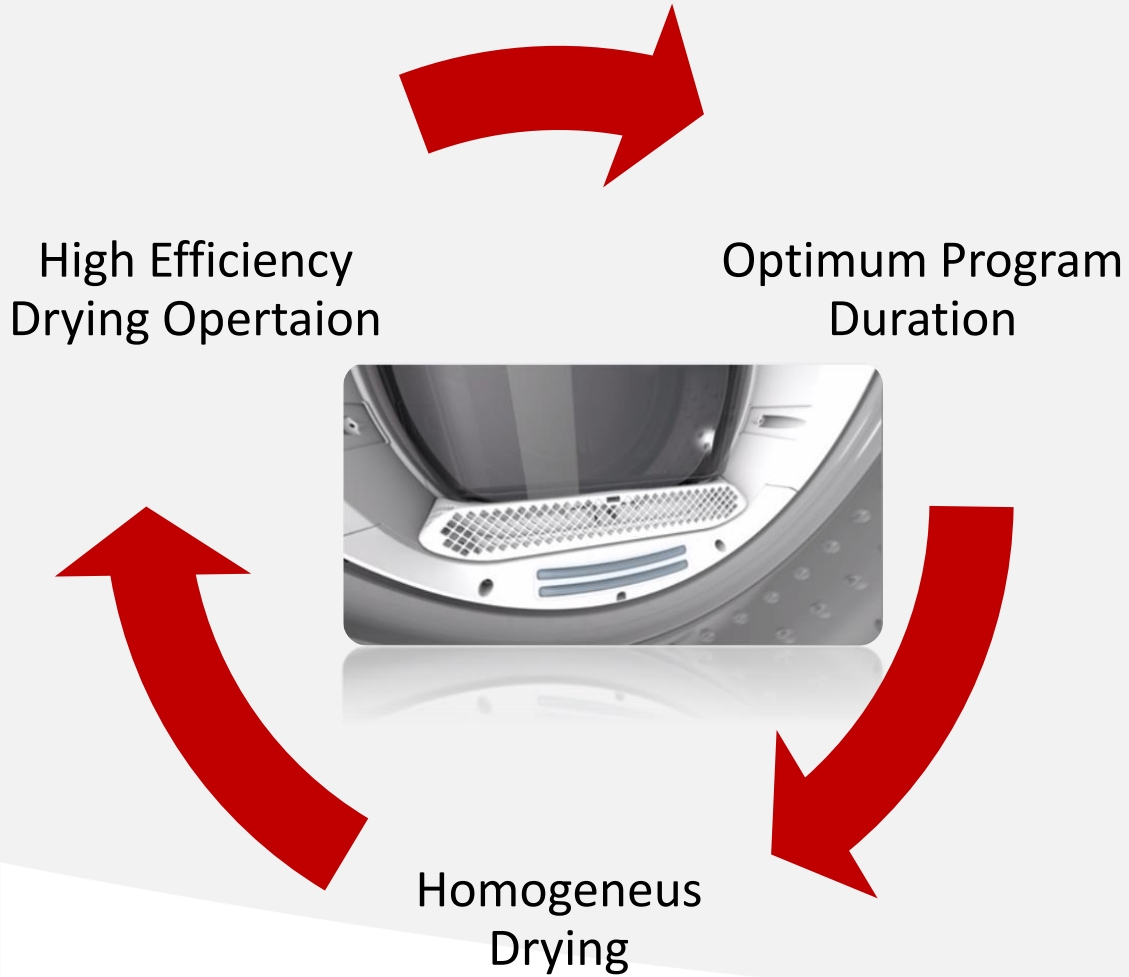 High Efficiency
Drying Opertaion
Optimum Program
Duration
Homogeneus
Drying